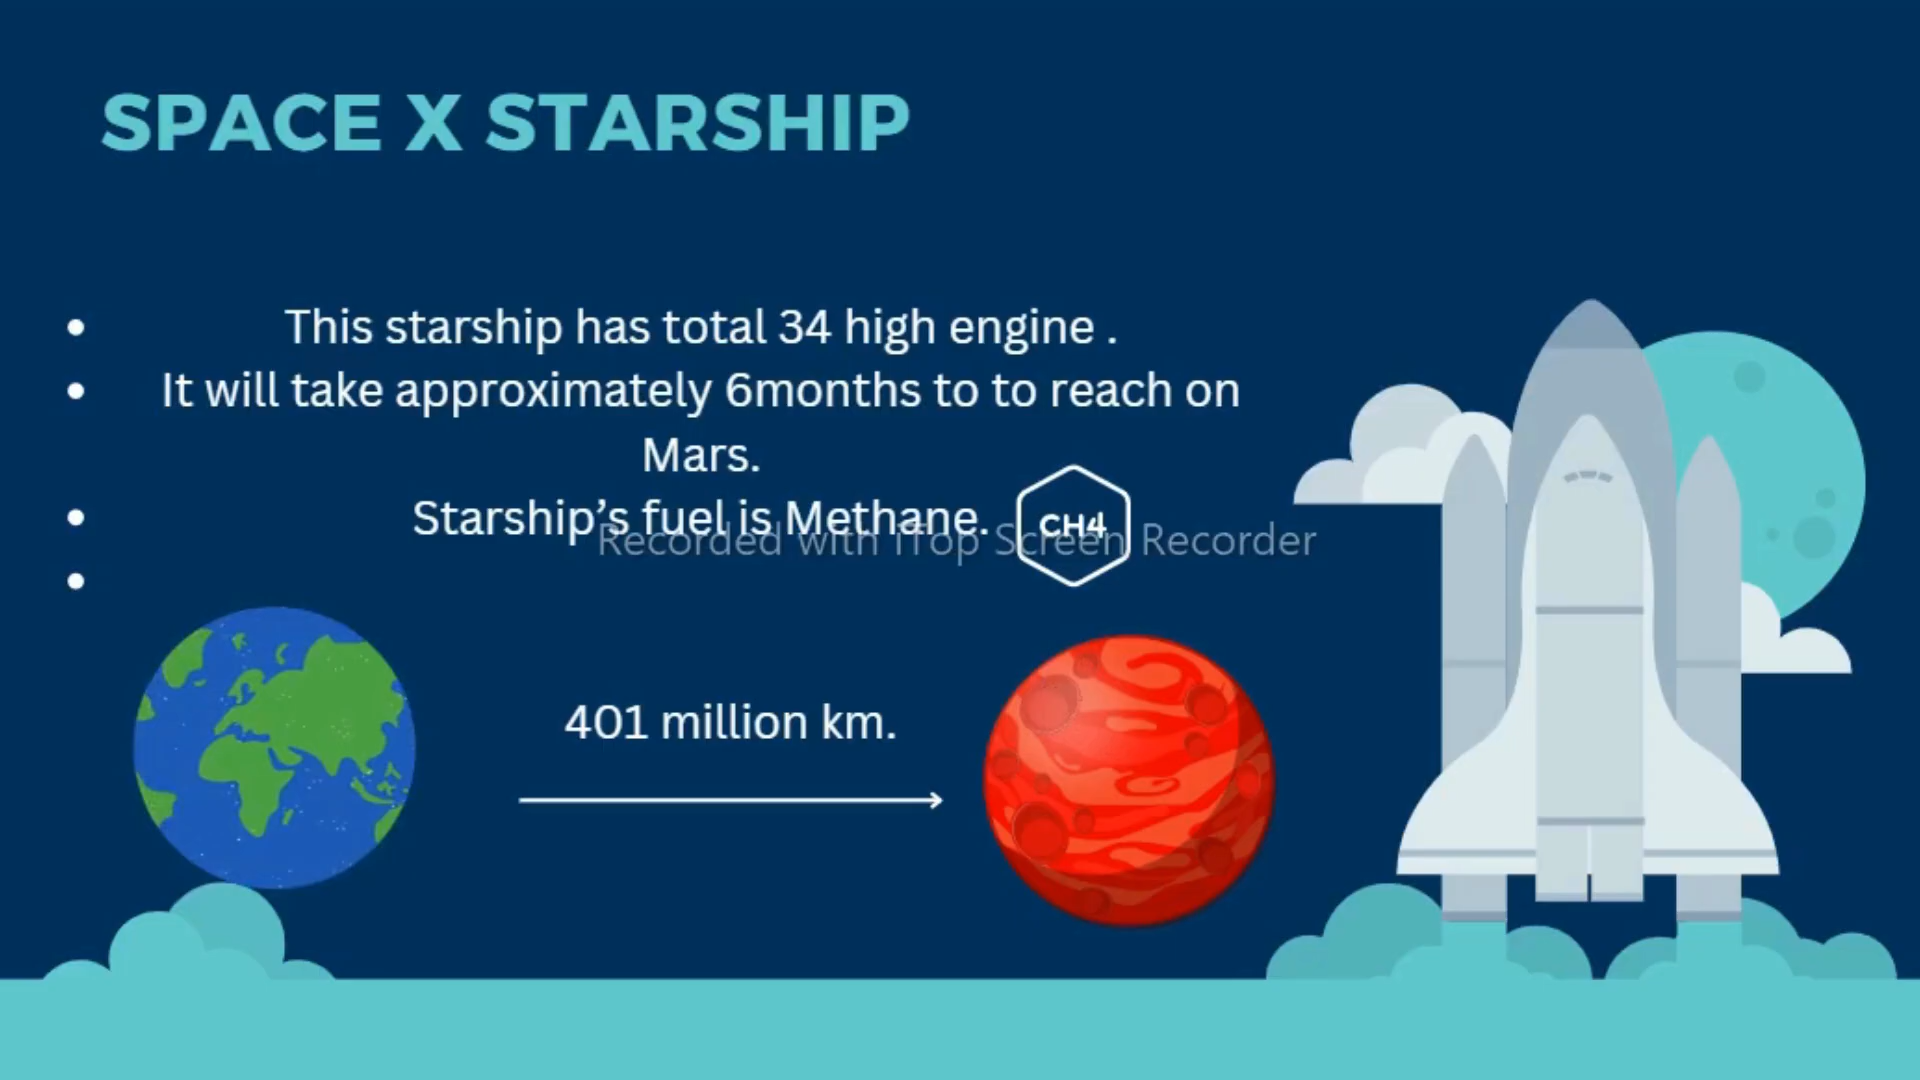 SPACE X STARSHIP
This starship has total 34 high engine .
It will take approximately 6months to to reach on
Mars.
Starship’s fuel is Methane.
CH4
Recorded with iTop Screen Recorder
401 million km.